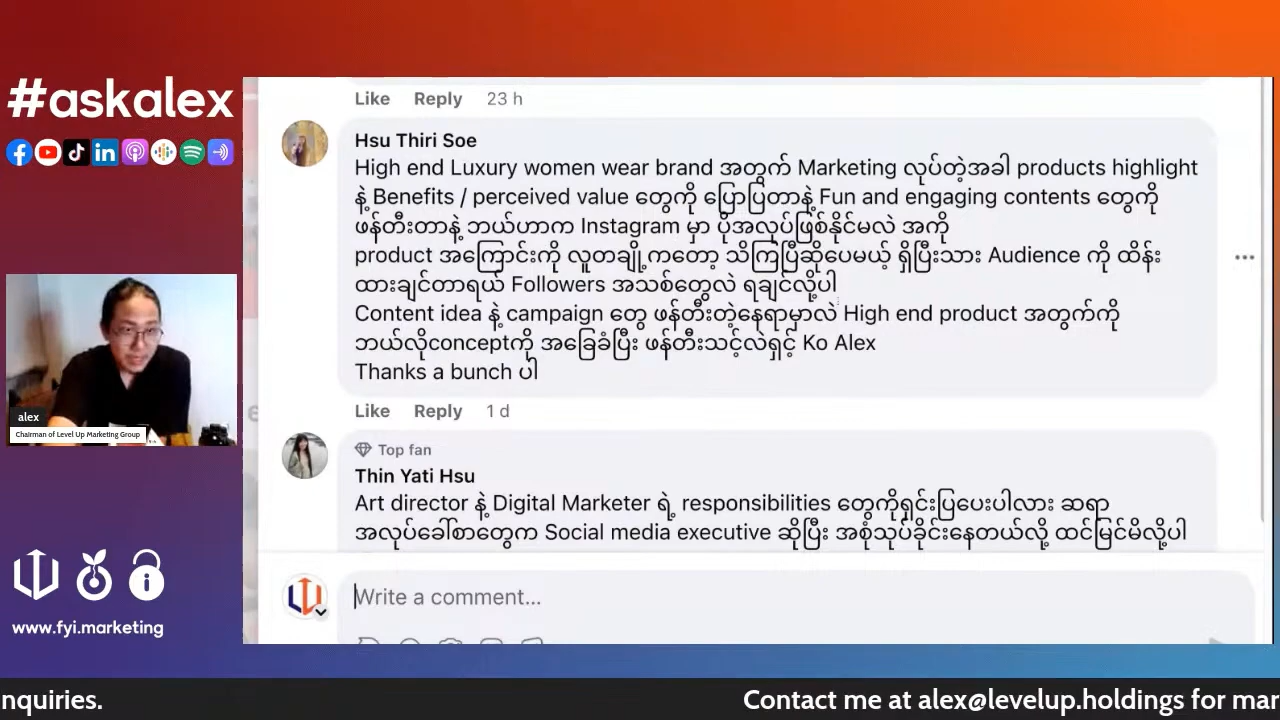 #askalex
alex
Chairman of Level Up Marketing Group
www.fyi.marketing
Like Reply 23 h
Hsu Thiri Soe
High end Luxury women wear brand အတွက် Marketing လုပ်တဲ့အခါ products highlight
နဲ့ Benefits / perceived value တွေကို ပြောပြတာနဲ့ Fun and engaging contents တွေကို
ဖန်တီးတာနဲ့ ဘယ်ဟာက Instagram မှာ ပိုအလုပ်ဖြစ်နိုင်မလဲ အကို
product အကြောင်းကို လူတချို့ကတော့ သိကြပြီဆိုပေမယ့် ရှိပြီးသား Audience ကို ထိန်း
ထားချင်တာရယ် Followers အသစ်တွေလဲ ရချင်လို့ပါ
Content idea နဲ့ campaign တွေ ဖန်တီးတဲ့နေရာမှာလဲ High end product အတွက်ကို
ဘယ်လိုconceptကို အခြေခံပြီး ဖန်တီးသင့်လဲရှင့် Ko Alex
Thanks a bunch ပါ
Like Reply 1 d
Top fan
Thin Yati Hsu
Art director နဲ့ Digital Marketer ရဲ့ responsibilities တွေကိုရှင်းပြပေးပါလား ဆရာ
အလုပ်ခေါ်စာတွေက Social media executive ဆိုပြီး အစုံသုပ်ခိုင်းနေတယ်လို့ ထင်မြင်မိလို့ပါ
Write a comment...
nquiries. Contact me at alex@levelup.holdings for mar